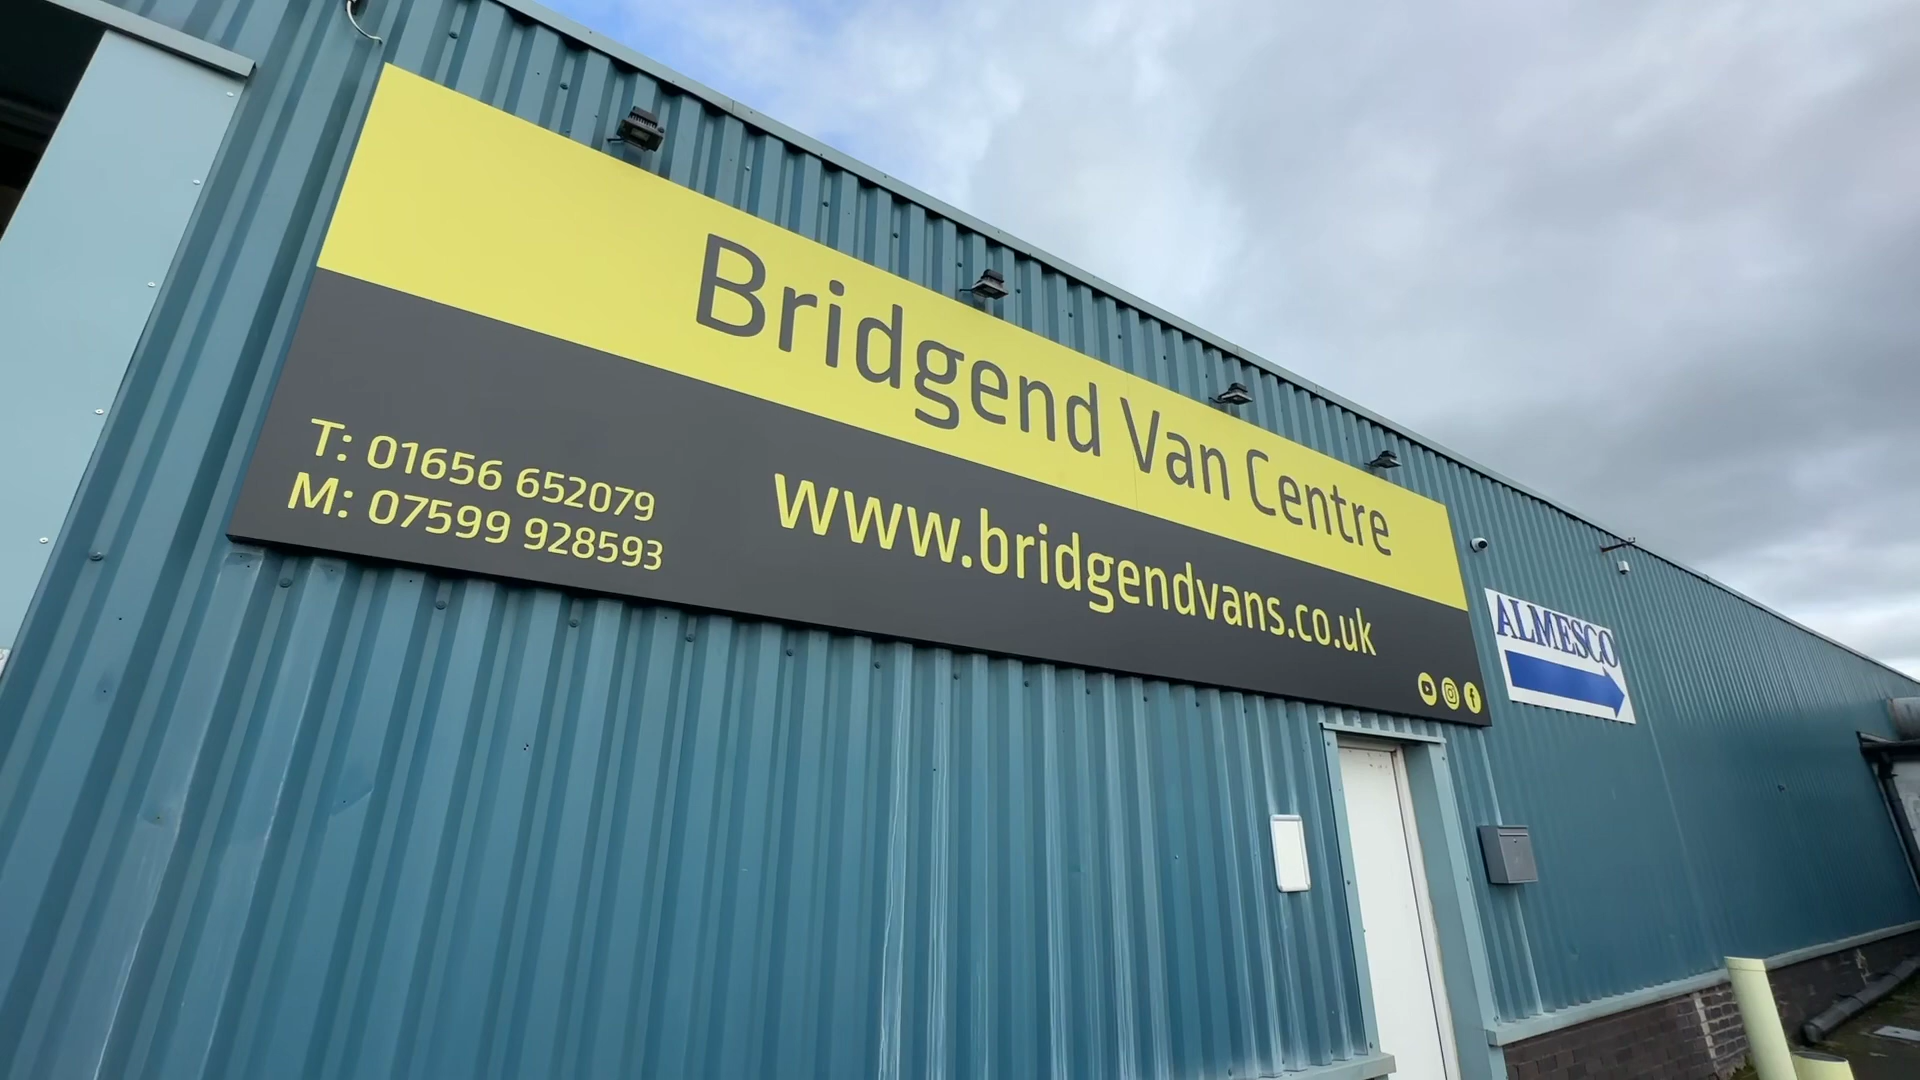 Bridgend Van Centre
T: 01656 652079
M: 07599 928593
www.bridgendvans.co.uk
ALMESCO